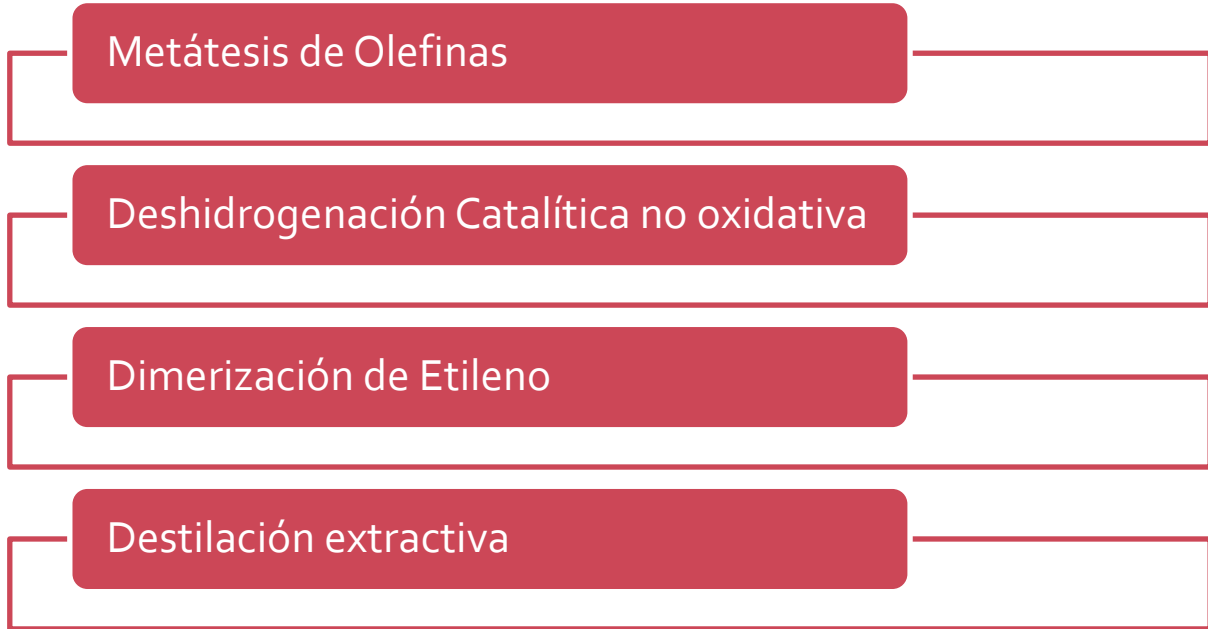 Metátesis de Olefinas
Deshidrogenación Catalítica no oxidativa
Dimerización de Etileno
Destilación extractiva